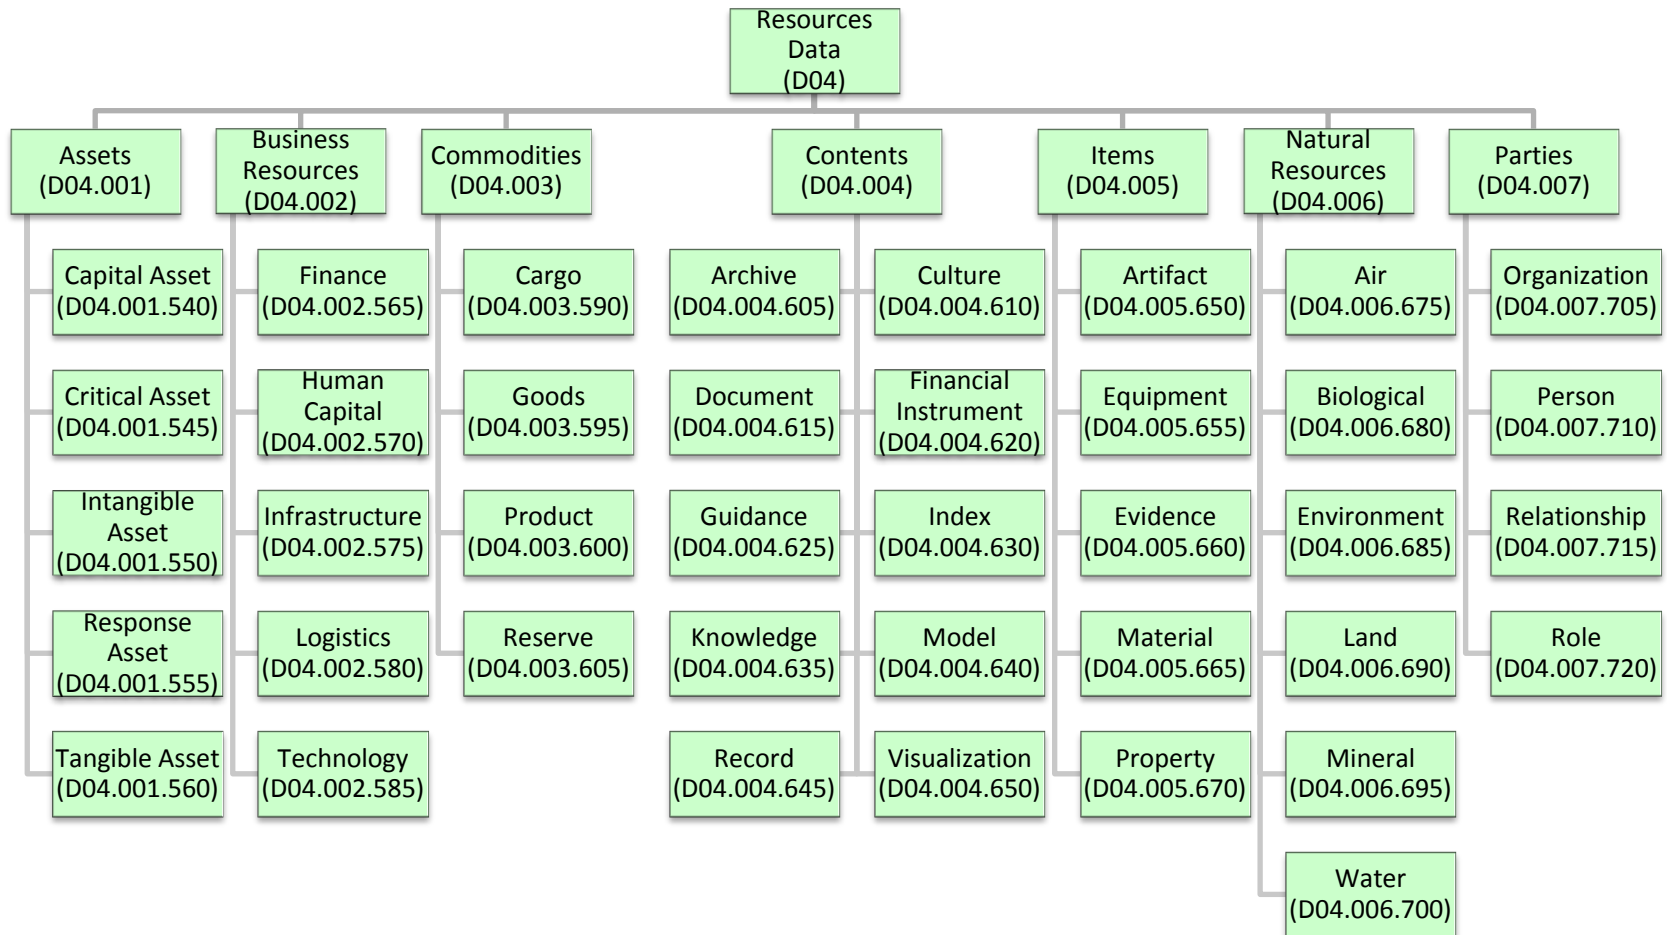 Resources
Data
(D04)
Assets
(D04.001)
Business
Resources
(D04.002)
Commodities
(D04.003)
Contents
(D04.004)
Items
(D04.005)
Natural
Resources
(D04.006)
Parties
(D04.007)
Capital Asset
(D04.001.540)
Finance
(D04.002.565)
Cargo
(D04.003.590)
Archive
(D04.004.605)
Culture
(D04.004.610)
Artifact
(D04.005.650)
Air
(D04.006.675)
Organization
(D04.007.705)
Critical Asset
(D04.001.545)
Human
Capital
(D04.002.570)
Goods
(D04.003.595)
Document
(D04.004.615)
Financial
Instrument
(D04.004.620)
Equipment
(D04.005.655)
Biological
(D04.006.680)
Person
(D04.007.710)
Intangible
Asset
(D04.001.550)
Infrastructure
(D04.002.575)
Product
(D04.003.600)
Guidance
(D04.004.625)
Index
(D04.004.630)
Evidence
(D04.005.660)
Environment
(D04.006.685)
Relationship
(D04.007.715)
Response
Asset
(D04.001.555)
Logistics
(D04.002.580)
Reserve
(D04.003.605)
Knowledge
(D04.004.635)
Model
(D04.004.640)
Material
(D04.005.665)
Land
(D04.006.690)
Role
(D04.007.720)
Tangible Asset
(D04.001.560)
Technology
(D04.002.585)
Record
(D04.004.645)
Visualization
(D04.004.650)
Property
(D04.005.670)
Mineral
(D04.006.695)
Water
(D04.006.700)